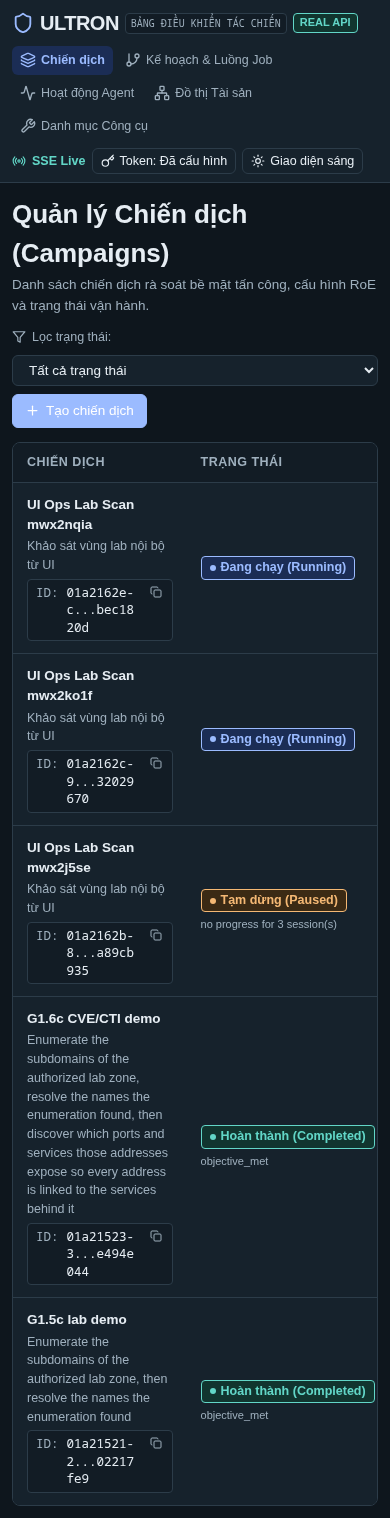 ULTRON BẢNG ĐIỀU KHIỂN TÁC CHIẾN REAL API
Chiến dịch Kế hoạch & Luồng Job
Hoạt động Agent Đồ thị Tài sản
Danh mục Công cụ
SSE Live Token: Đã cấu hình Giao diện sáng
Quản lý Chiến dịch
(Campaigns)
Danh sách chiến dịch rà soát bề mặt tấn công, cấu hình RoE
và trạng thái vận hành.
Lọc trạng thái:
Tất cả trạng thái
+ Tạo chiến dịch
CHIẾN DỊCH TRẠNG THÁI
UI Ops Lab Scan
mwx2nqia
Khảo sát vùng lab nội bộ
từ UI
Đang chạy (Running)
ID: 01a2162e-
c...bec18
20d
UI Ops Lab Scan
mwx2ko1f
Khảo sát vùng lab nội bộ
từ UI
Đang chạy (Running)
ID: 01a2162c-
9...32029
670
UI Ops Lab Scan
mwx2j5se
Khảo sát vùng lab nội bộ
từ UI
Tạm dừng (Paused)
no progress for 3 session(s)
ID: 01a2162b-
8...a89cb
935
G1.6c CVE/CTI demo
Enumerate the
subdomains of the
authorized lab zone,
resolve the names the
enumeration found, then
discover which ports and
services those addresses
expose so every address
is linked to the services
behind it
Hoàn thành (Completed)
objective_met
ID: 01a21523-
3...e494e
044
G1.5c lab demo
Enumerate the
subdomains of the
authorized lab zone, then
resolve the names the
enumeration found
Hoàn thành (Completed)
objective_met
ID: 01a21521-
2...02217
fe9